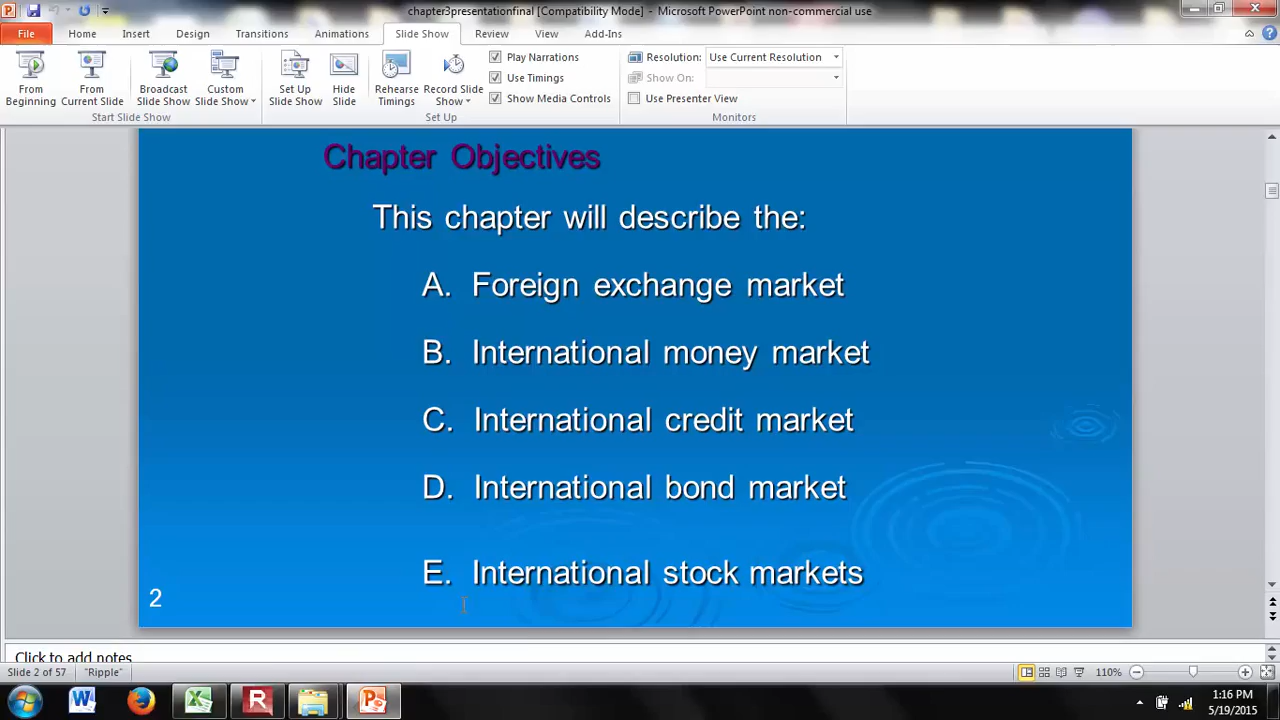 chapter3presentationfinal [Compatibility Mode] - Microsoft PowerPoint non-commercial use
File Home Insert Design Transitions Animations Slide Show Review View Add-Ins
From Beginning
From Current Slide
Broadcast Slide Show
Custom Slide Show
Set Up Slide Show
Hide Slide
Rehearse Timings
Record Slide Show
Play Narrations
Use Timings
Show Media Controls
Resolution: Use Current Resolution
Show On:
Use Presenter View
Start Slide Show Set Up Monitors
Chapter Objectives
This chapter will describe the:
A. Foreign exchange market
B. International money market
C. International credit market
D. International bond market
E. International stock markets
2
Click to add notes
Slide 2 of 57 "Ripple" 110%
1:16 PM
5/19/2015